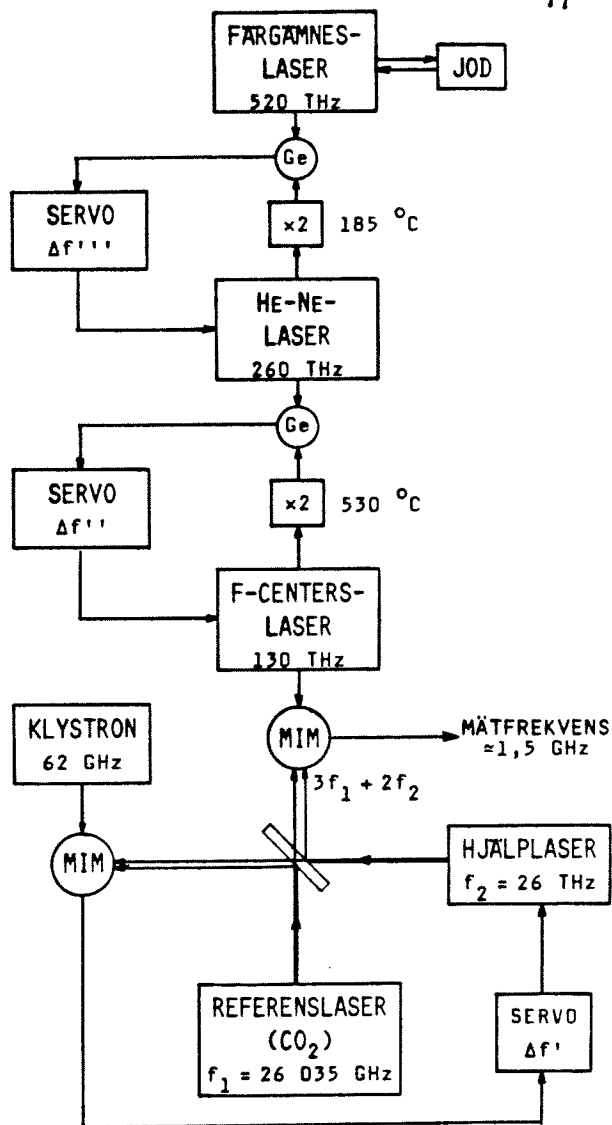 FÄRGÄMNES-
LASER
520 THz
JOD
Ge
SERVO
Δf'''
×2
185 °C
HE-NE-
LASER
260 THz
Ge
SERVO
Δf''
×2
530 °C
F-CENTERS-
LASER
130 THz
KLYSTRON
62 GHz
MIM
MÄTFREKVENS
≃1,5 GHz
3f₁ + 2f₂
MIM
HJÄLPLASER
f₂ = 26 THz
REFERENSLASER
(CO₂)
f₁ = 26 035 GHz
SERVO
Δf'